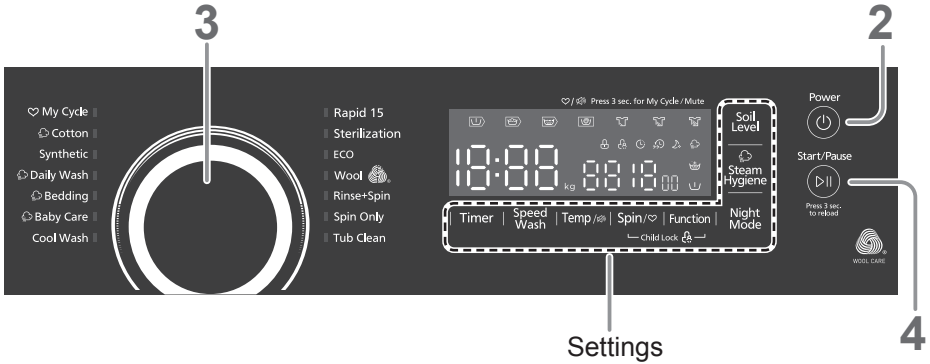 3
2
♡ My Cycle
Cotton
Synthetic
Daily Wash
Bedding
Baby Care
Cool Wash
Rapid 15
Sterilization
ECO
Wool
Rinse+Spin
Spin Only
Tub Clean
♡/ Press 3 sec. for My Cycle/Mute
18:88
kg
88 18 00
Timer
Speed
Wash
Temp/
Spin/♡
Function
Child Lock
Soil
Level
Steam
Hygiene
Night
Mode
Power
Start/Pause
Press 3 sec.
to reload
WOOL CARE
Settings
4